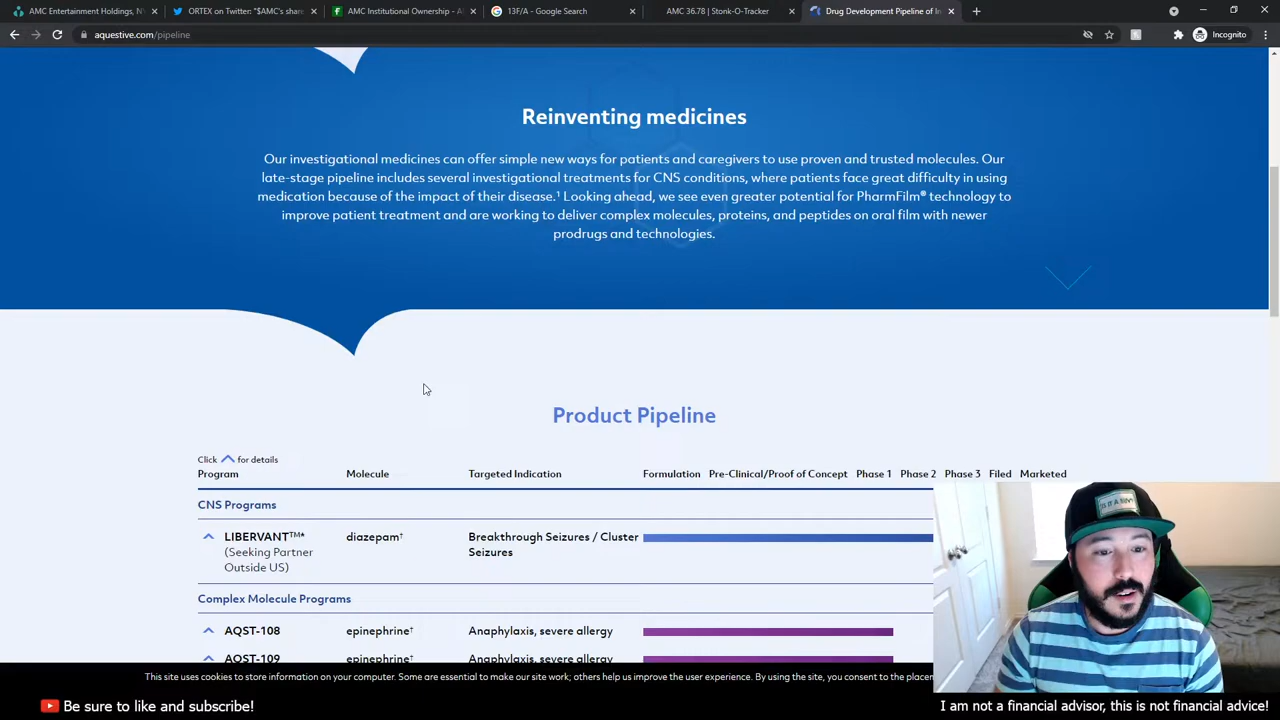 AMC Entertainment Holdings, NY
ORTEX on Twitter: "$AMC's share
AMC Institutional Ownership - A
13F/A - Google Search
AMC 36.78 | Stonk-O-Tracker
Drug Development Pipeline of In
aquestive.com/pipeline
Incognito
Reinventing medicines
Our investigational medicines can offer simple new ways for patients and caregivers to use proven and trusted molecules. Our
late-stage pipeline includes several investigational treatments for CNS conditions, where patients face great difficulty in using
medication because of the impact of their disease.¹ Looking ahead, we see even greater potential for PharmFilm® technology to
improve patient treatment and are working to deliver complex molecules, proteins, and peptides on oral film with newer
prodrugs and technologies.
Product Pipeline
Click for details
Program Molecule Targeted Indication Formulation Pre-Clinical/Proof of Concept Phase 1 Phase 2 Phase 3 Filed Marketed
CNS Programs
LIBERVANT™* diazepam† Breakthrough Seizures / Cluster
(Seeking Partner Seizures
Outside US)
Complex Molecule Programs
AQST-108 epinephrine† Anaphylaxis, severe allergy
AQST-109 epinephrine† Anaphylaxis, severe allergy
This site uses cookies to store information on your computer. Some are essential to make our site work; others help us improve the user experience. By using the site, you consent to the placem
Be sure to like and subscribe!
I am not a financial advisor, this is not financial advice!